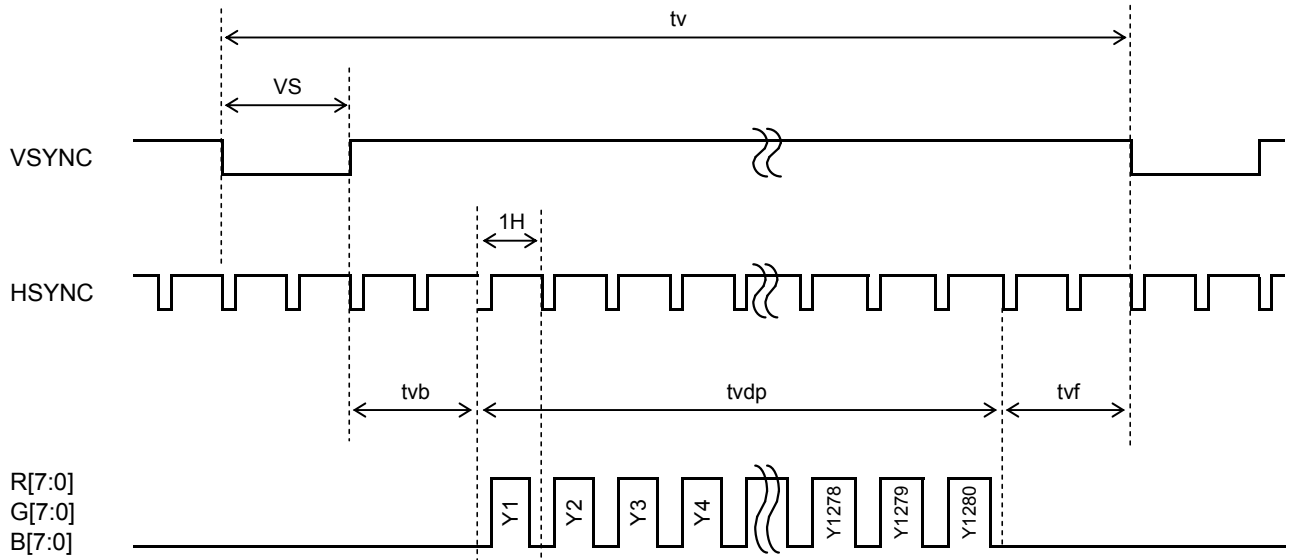 tv
VS
VSYNC
1H
HSYNC
tvb
tvdp
tvf
R[7:0]
G[7:0]
B[7:0]
Y1
Y2
Y3
Y4
Y1278
Y1279
Y1280